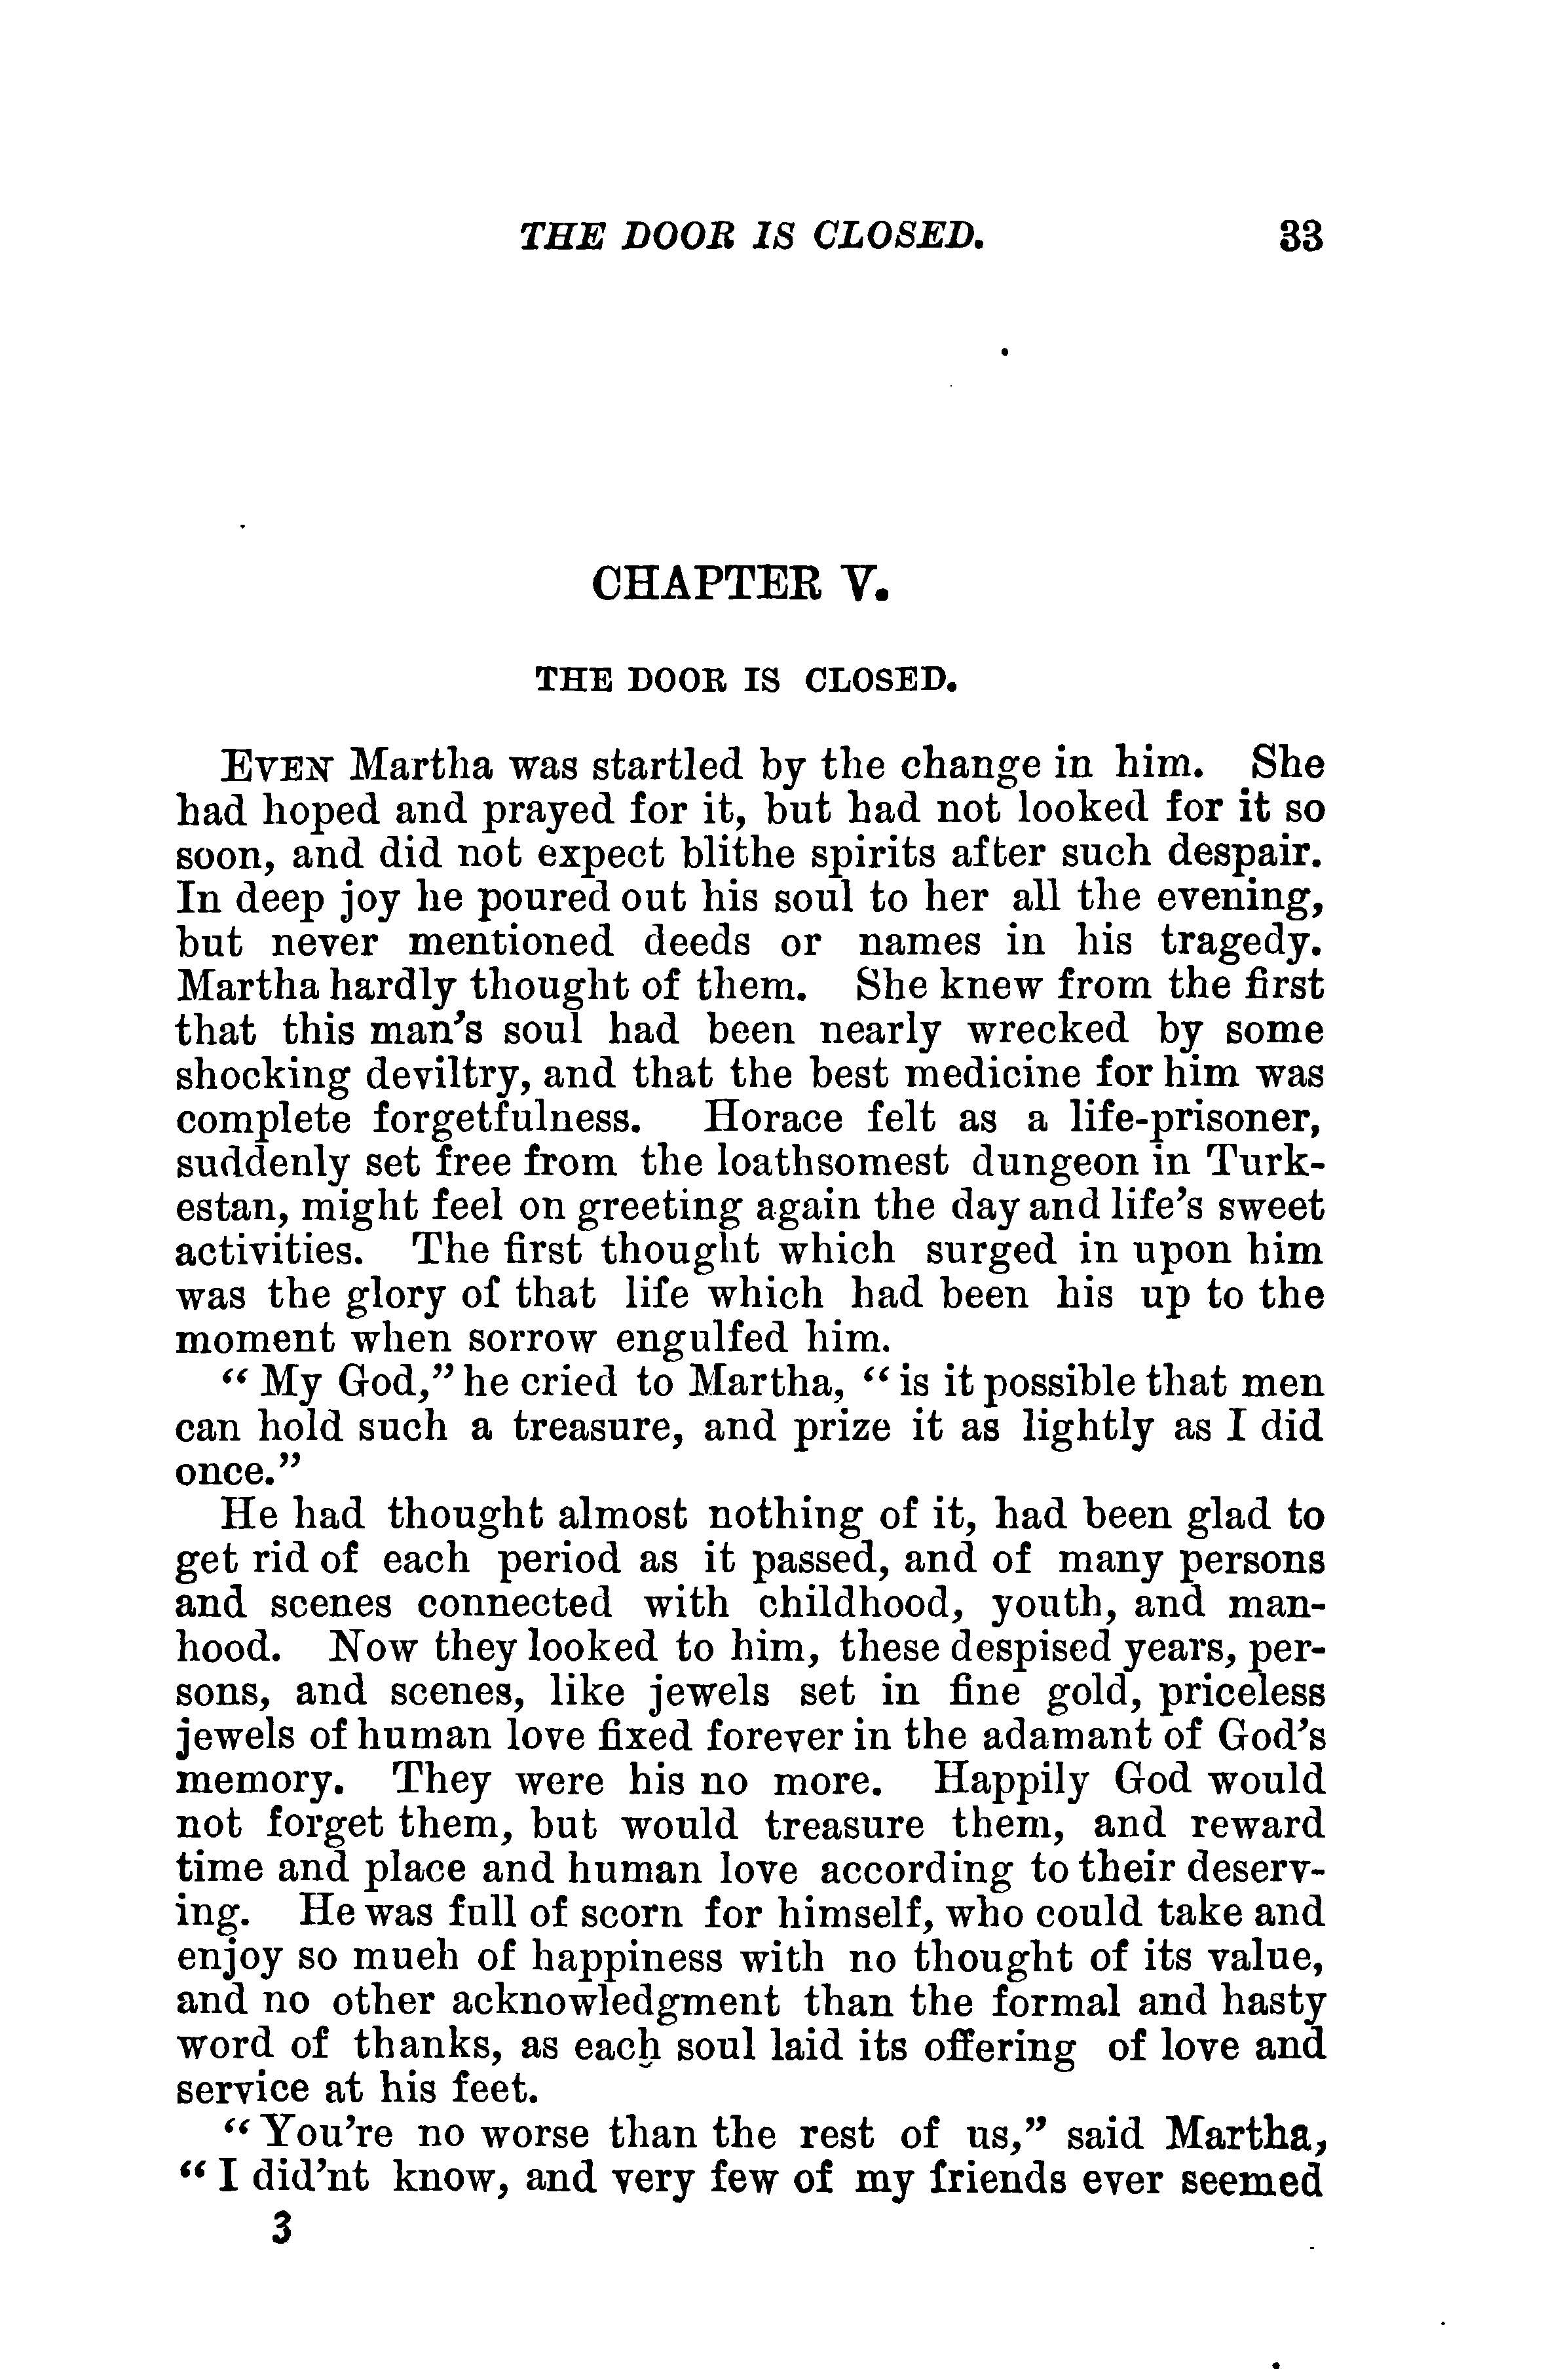 THE DOOR IS CLOSED. 33
CHAPTER V.
THE DOOR IS CLOSED.
EVEN Martha was startled by the change in him. She
had hoped and prayed for it, but had not looked for it so
soon, and did not expect blithe spirits after such despair.
In deep joy he poured out his soul to her all the evening,
but never mentioned deeds or names in his tragedy.
Martha hardly thought of them. She knew from the first
that this man's soul had been nearly wrecked by some
shocking deviltry, and that the best medicine for him was
complete forgetfulness. Horace felt as a life-prisoner,
suddenly set free from the loathsomest dungeon in Turk-
estan, might feel on greeting again the day and life's sweet
activities. The first thought which surged in upon him
was the glory of that life which had been his up to the
moment when sorrow engulfed him.
“ My God,” he cried to Martha, “ is it possible that men
can hold such a treasure, and prize it as lightly as I did
once.”
He had thought almost nothing of it, had been glad to
get rid of each period as it passed, and of many persons
and scenes connected with childhood, youth, and man-
hood. Now they looked to him, these despised years, per-
sons, and scenes, like jewels set in fine gold, priceless
jewels of human love fixed forever in the adamant of God's
memory. They were his no more. Happily God would
not forget them, but would treasure them, and reward
time and place and human love according to their deserv-
ing. He was full of scorn for himself, who could take and
enjoy so mueh of happiness with no thought of its value,
and no other acknowledgment than the formal and hasty
word of thanks, as each soul laid its offering of love and
service at his feet.
“ You're no worse than the rest of us,” said Martha,
“ I did'nt know, and very few of my friends ever seemed
3